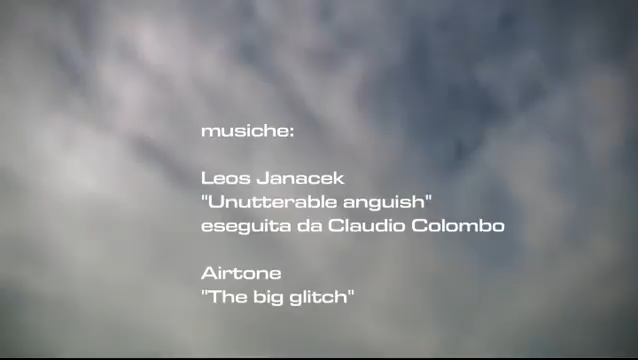 musiche:
Leos Janacek
"Unutterable anguish"
eseguita da Claudio Colombo
Airtone
"The big glitch"